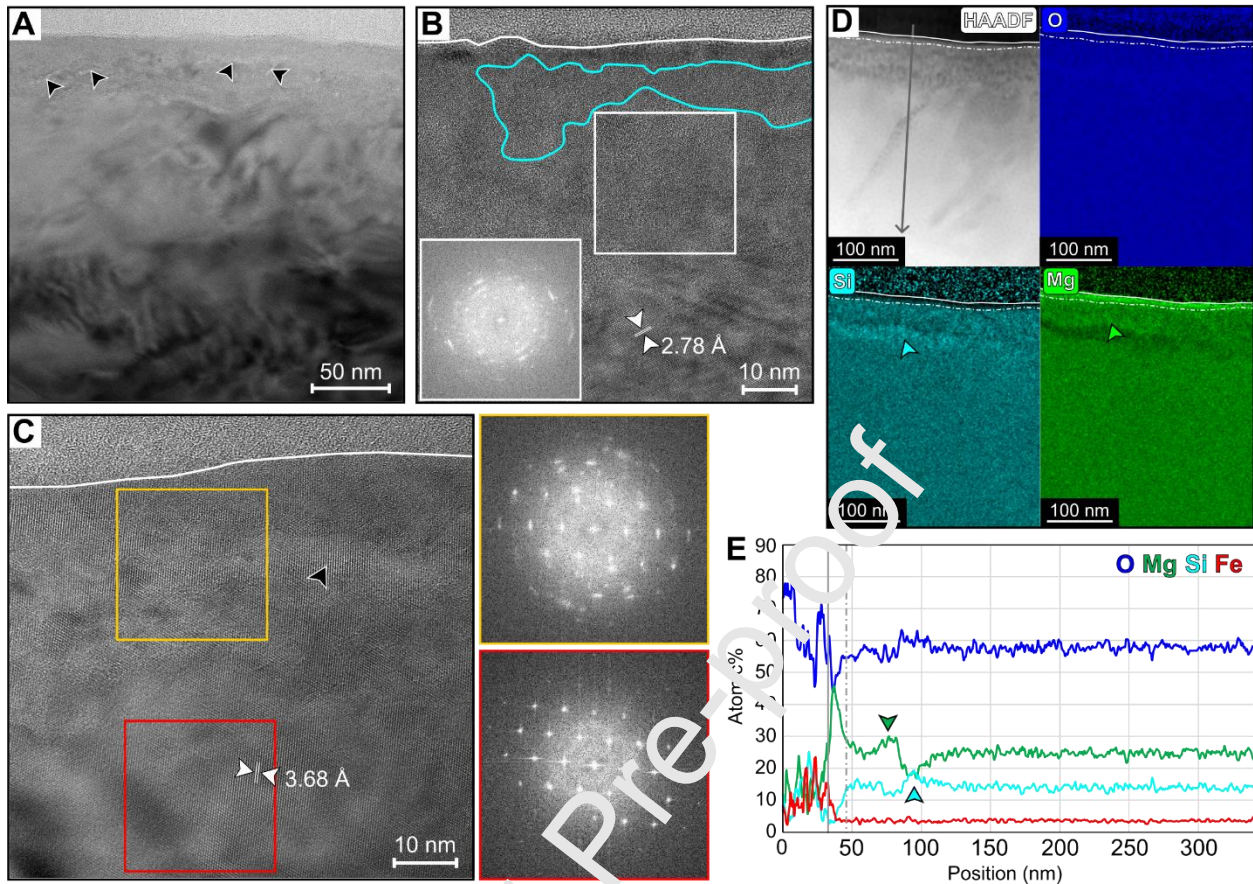 A
50 nm
B
2.78 Å
10 nm
C
3.68 Å
10 nm
D
HAADF
O
100 nm
Si
Mg
100 nm
100 nm
E
O Mg Si Fe
Atomic%
90
80
70
60
50
40
30
20
10
0
0
50
100
150
200
250
300
Position (nm)
Pre-proof